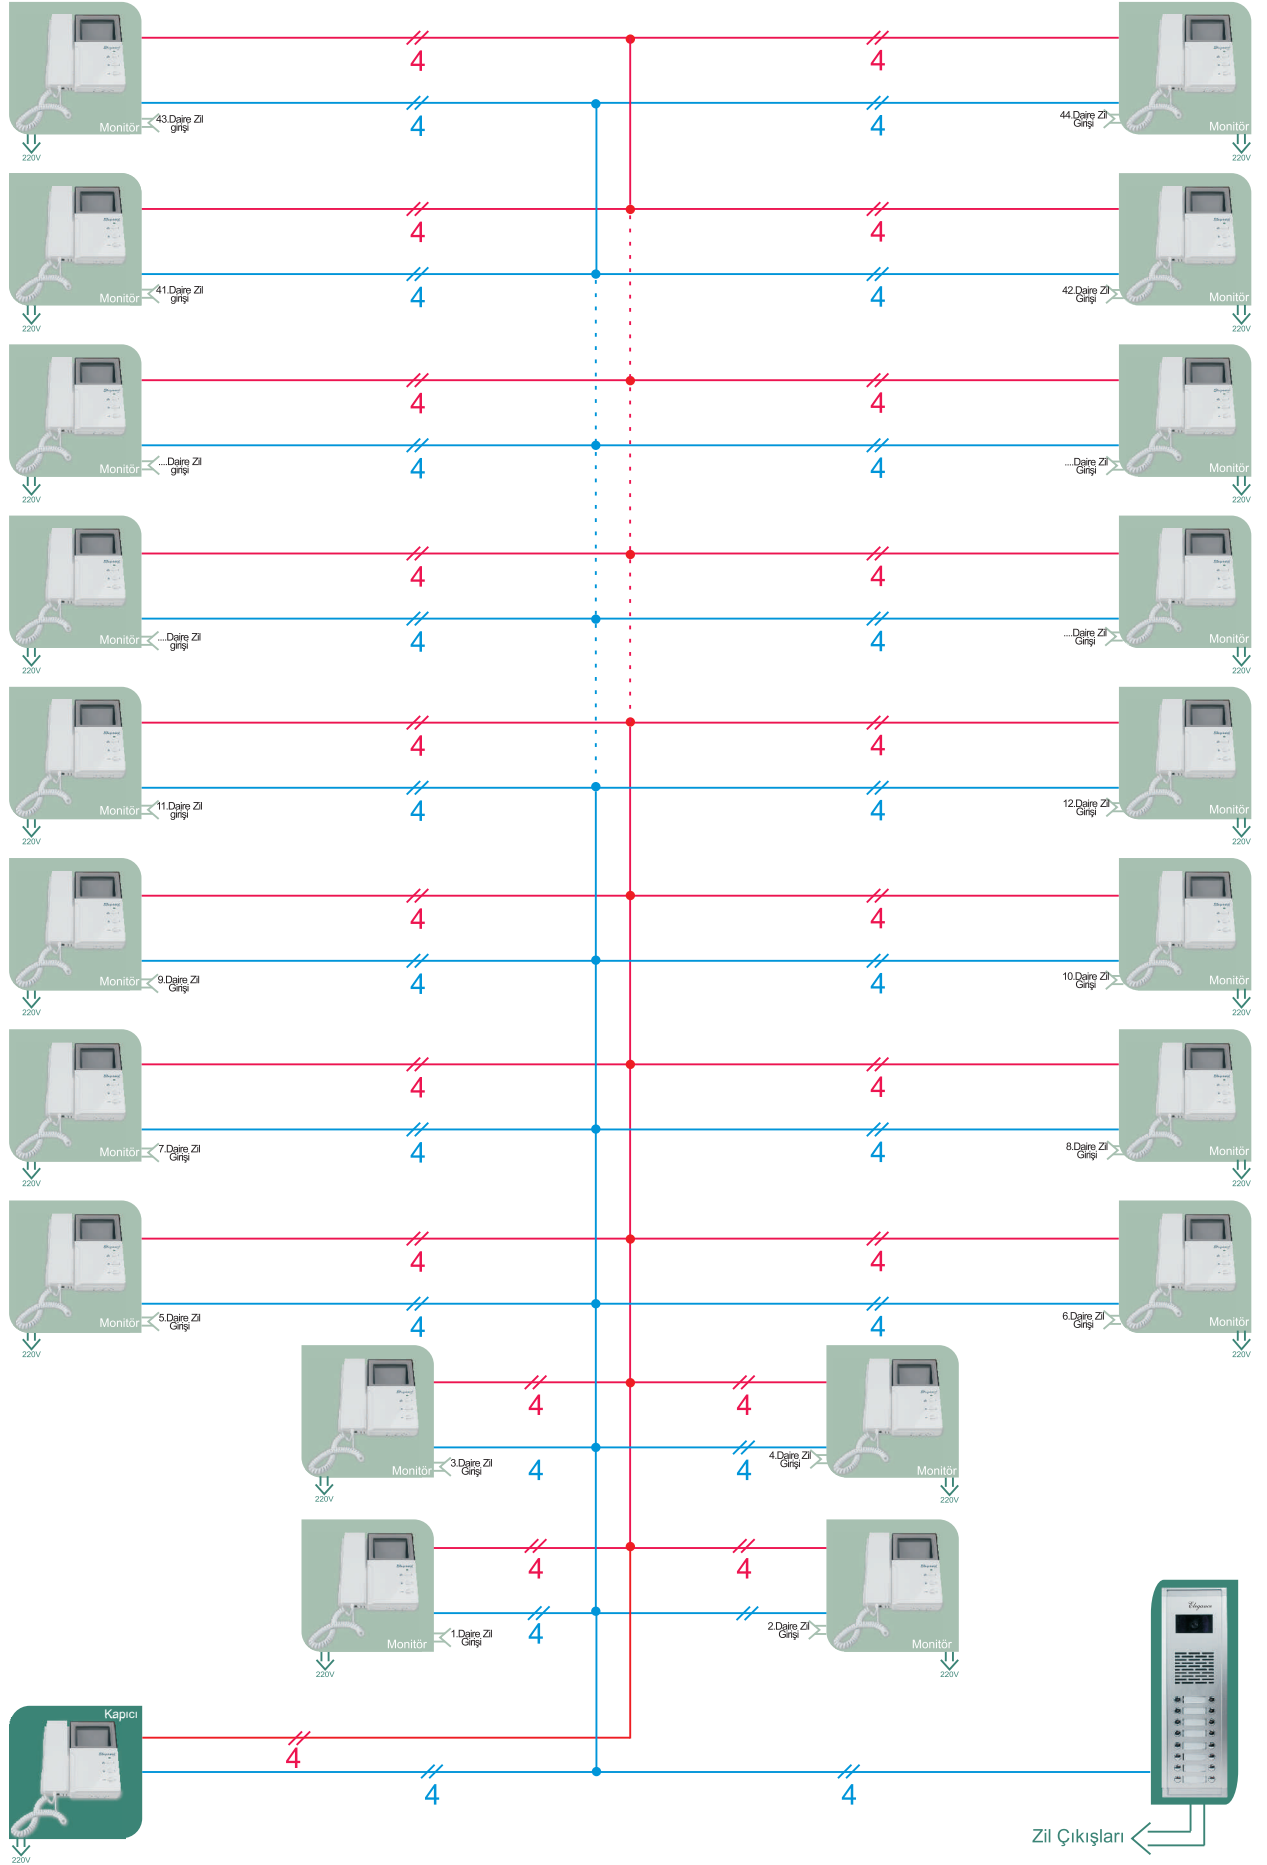 4
4
4
4
Monitör
43.Daire Zil
girişi
220V
44.Daire Zil
Girişi
Monitör
220V
4
4
4
4
Monitör
41.Daire Zil
girişi
220V
42.Daire Zil
Girişi
Monitör
220V
4
4
4
4
Monitör
....Daire Zil
girişi
220V
....Daire Zil
Girişi
Monitör
220V
4
4
4
4
Monitör
....Daire Zil
girişi
220V
....Daire Zil
Girişi
Monitör
220V
4
4
4
4
Monitör
11.Daire Zil
girişi
220V
12.Daire Zil
Girişi
Monitör
220V
4
4
4
4
Monitör
9.Daire Zil
Girişi
220V
10.Daire Zil
Girişi
Monitör
220V
4
4
4
4
Monitör
7.Daire Zil
Girişi
220V
8.Daire Zil
Girişi
Monitör
220V
4
4
4
4
Monitör
5.Daire Zil
Girişi
220V
6.Daire Zil
Girişi
Monitör
220V
4
4
4
4
Monitör
3.Daire Zil
Girişi
220V
4.Daire Zil
Girişi
Monitör
220V
4
4
4
Monitör
1.Daire Zil
Girişi
220V
2.Daire Zil
Girişi
Monitör
220V
Elegance
Kapıcı
4
4
4
220V
Zil Çıkışları